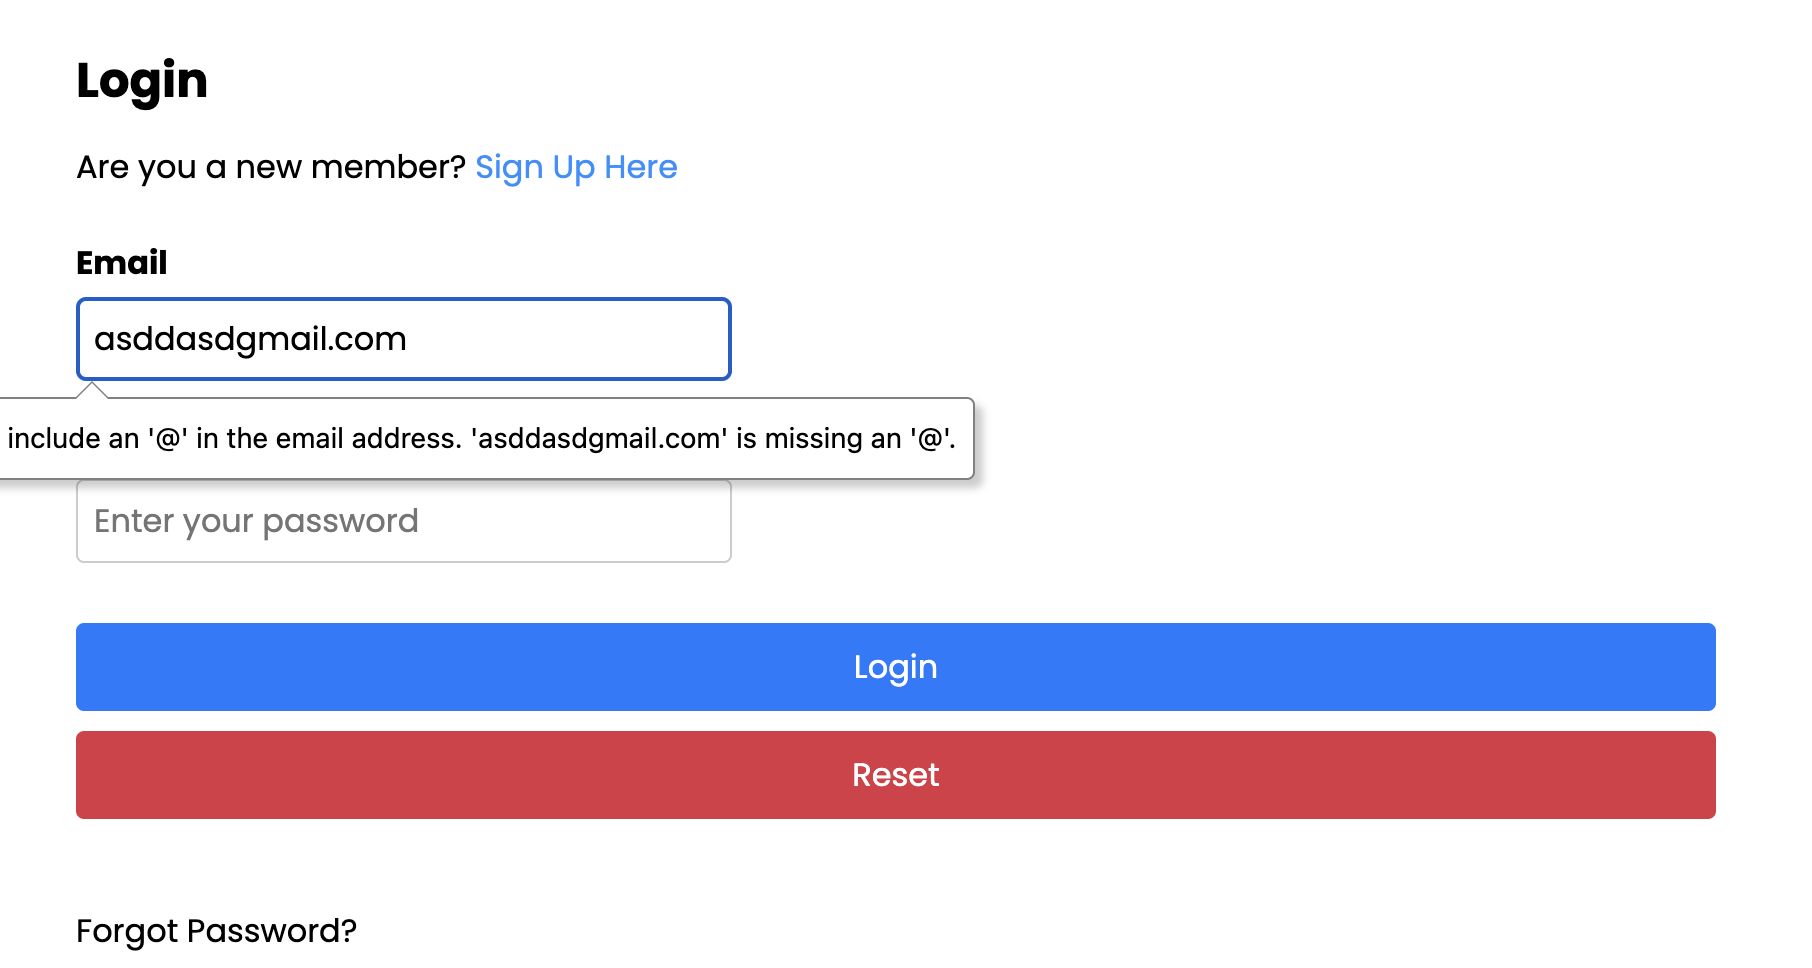 Login
Are you a new member? Sign Up Here
Email
asddasdgmail.com
include an '@' in the email address. 'asddasdgmail.com' is missing an '@'.
Enter your password
Login
Reset
Forgot Password?